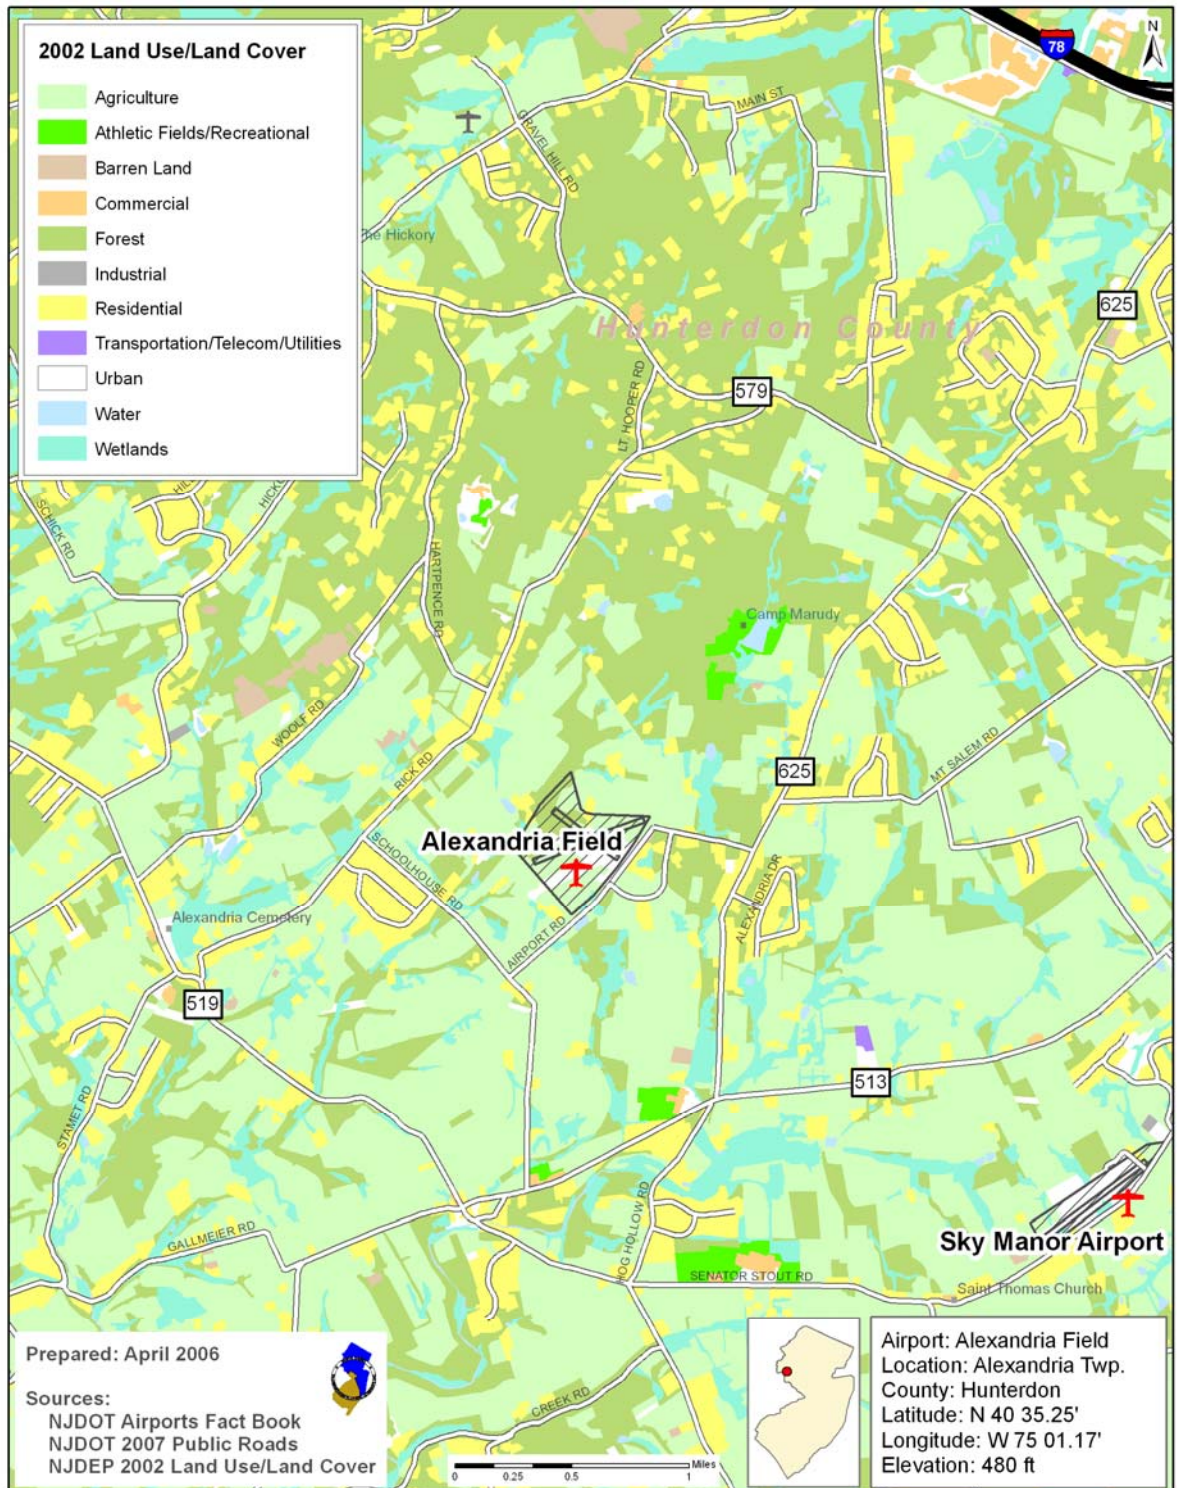 2002 Land Use/Land Cover
Agriculture
Athletic Fields/Recreational
Barren Land
Commercial
Forest
Industrial
Residential
Transportation/Telecom/Utilities
Urban
Water
Wetlands
N
78
MAIN ST
GRAVEL HILL RD
The Hickory
625
Hunterdon County
579
LT. HOOPER RD
SCHICK RD
HARTPENCE RD
Camp Marudy
WOOLF RD
RICK RD
MT SALEM RD
625
Alexandria Field
SCHOOLHOUSE RD
ALEXANDRIA DR
Alexandria Cemetery
AIRPORT RD
519
513
STAMET RD
HOG HOLLOW RD
GALLMEIER RD
Sky Manor Airport
SENATOR STOUT RD
Saint Thomas Church
CREEK RD
Prepared: April 2006
Sources:
NJDOT Airports Fact Book
NJDOT 2007 Public Roads
NJDEP 2002 Land Use/Land Cover
Miles
0 0.25 0.5 1
Airport: Alexandria Field
Location: Alexandria Twp.
County: Hunterdon
Latitude: N 40 35.25'
Longitude: W 75 01.17'
Elevation: 480 ft